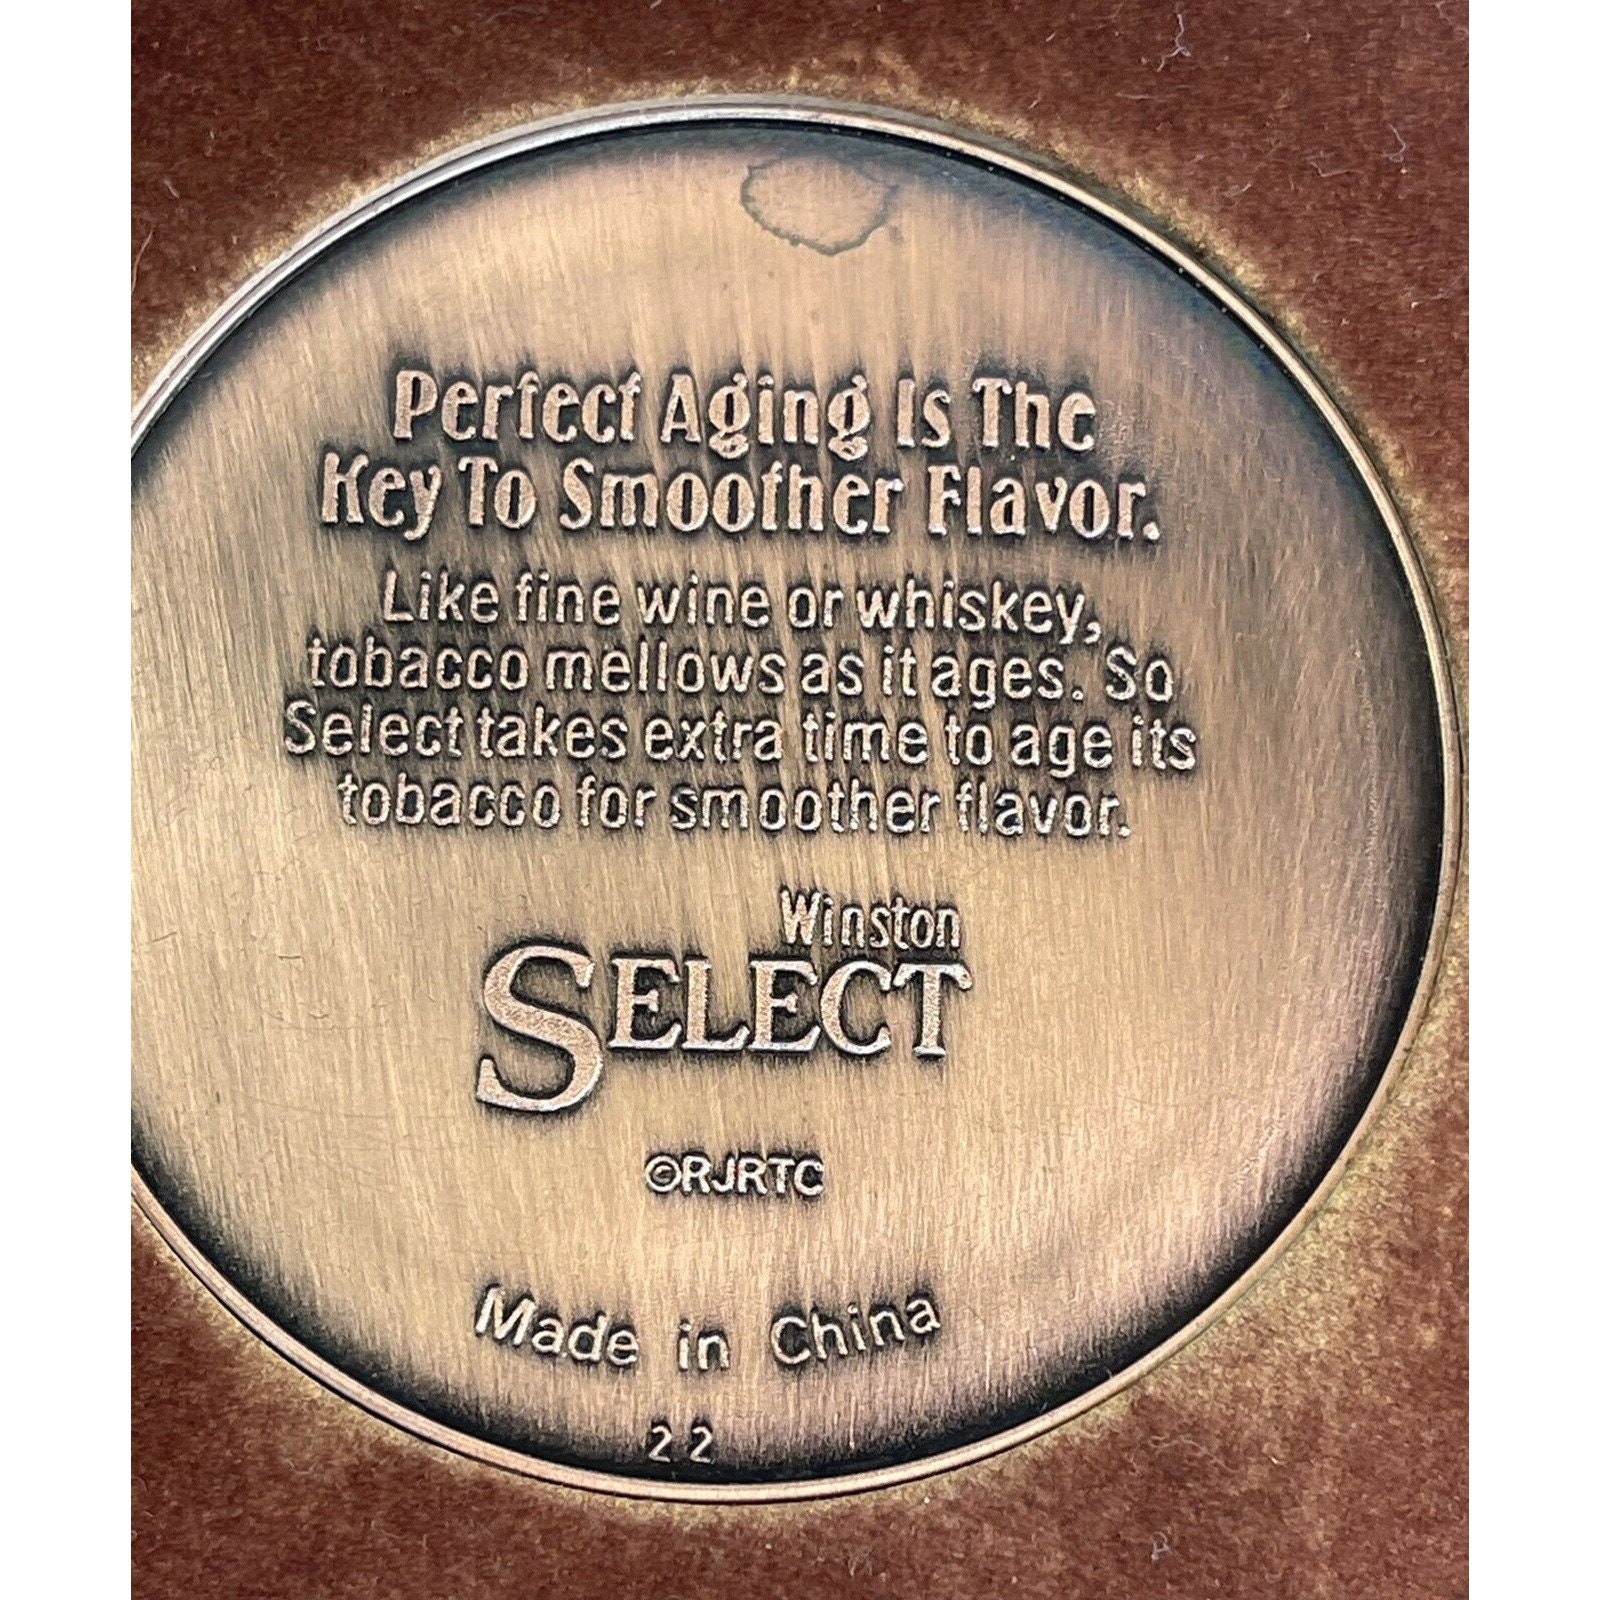 Perfect Aging Is The
Key To Smoother Flavor.
Like fine wine or whiskey,
tobacco mellows as it ages. So
Select takes extra time to age its
tobacco for smoother flavor.
Winston
SELECT
©RJRTC
Made in China
22